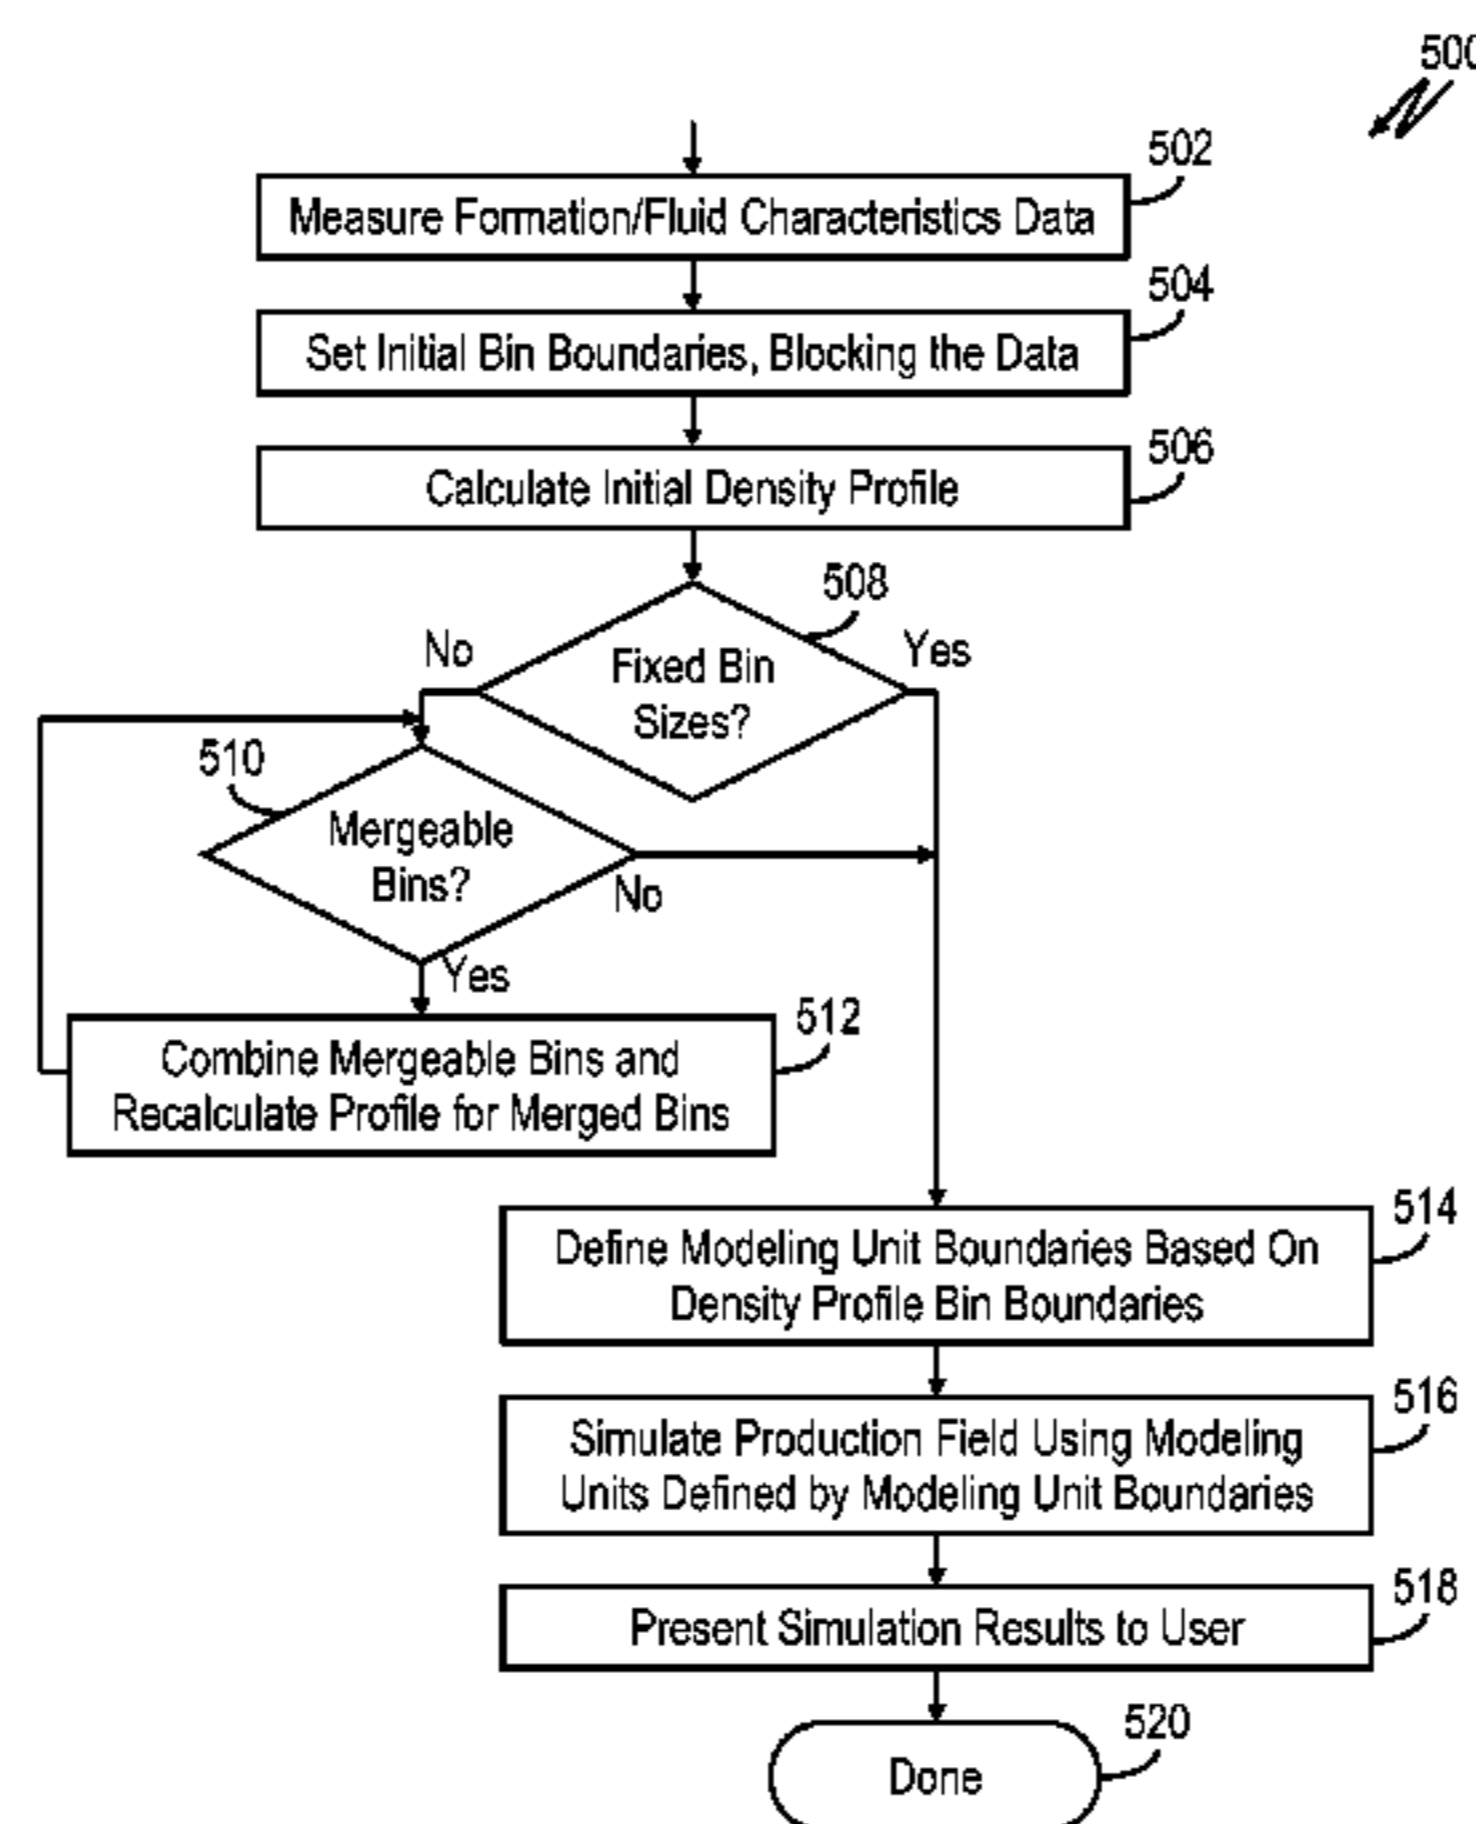 500
502
Measure Formation/Fluid Characteristics Data
504
Set Initial Bin Boundaries, Blocking the Data
506
Calculate Initial Density Profile
508
No
Yes
Fixed Bin
Sizes?
510
Mergeable
Bins?
No
Yes
512
Combine Mergeable Bins and
Recalculate Profile for Merged Bins
514
Define Modeling Unit Boundaries Based On
Density Profile Bin Boundaries
516
Simulate Production Field Using Modeling
Units Defined by Modeling Unit Boundaries
518
Present Simulation Results to User
520
Done